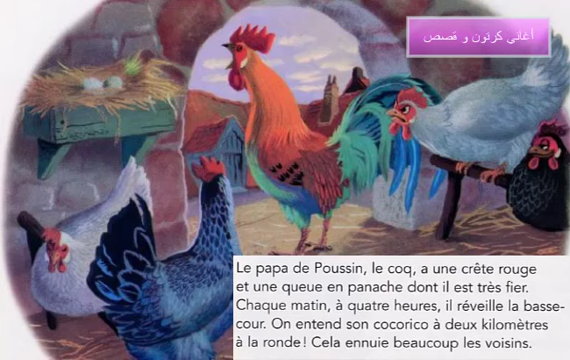 أغاني كرتون و قصص
Le papa de Poussin, le coq, a une crête rouge
et une queue en panache dont il est très fier.
Chaque matin, à quatre heures, il réveille la basse-
cour. On entend son cocorico à deux kilomètres
à la ronde! Cela ennuie beaucoup les voisins.